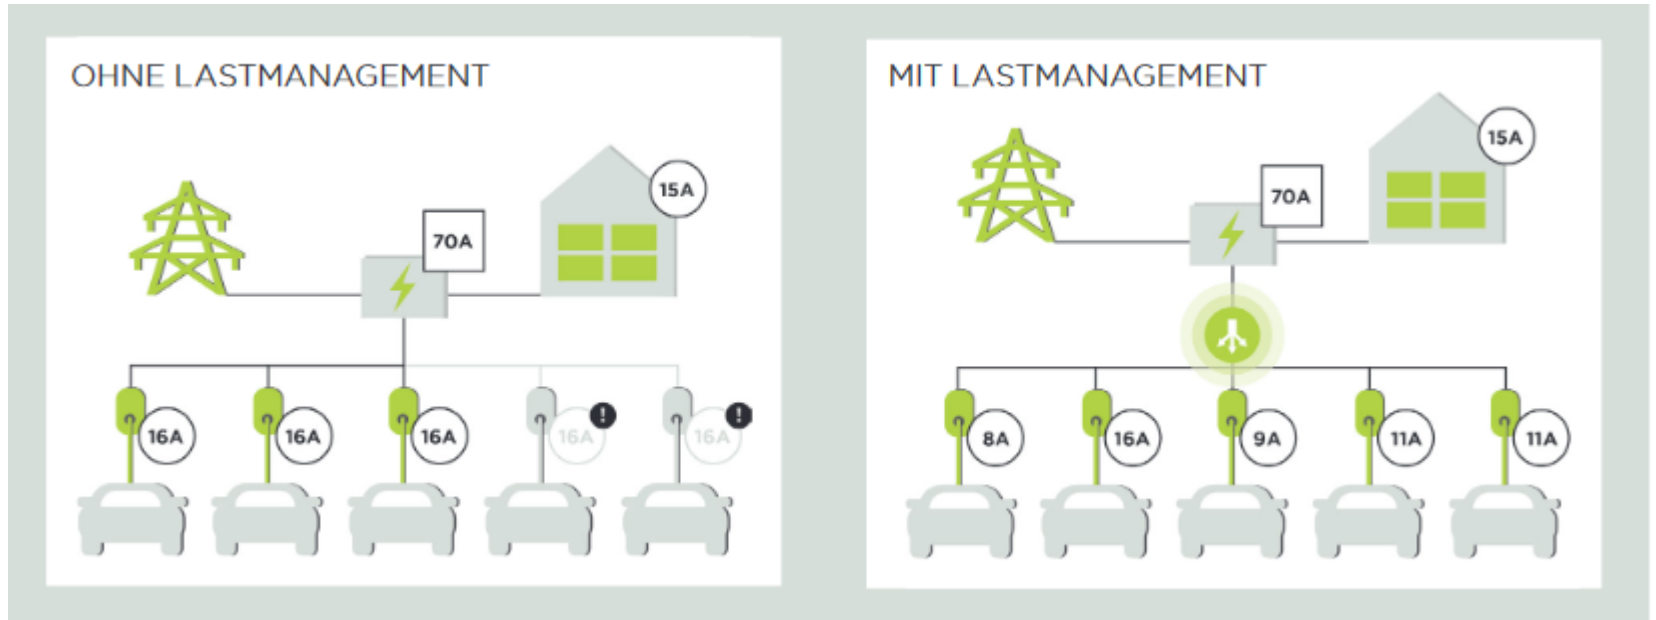 OHNE LASTMANAGEMENT
15A
70A
16A
16A
16A
16A
!
16A
!
MIT LASTMANAGEMENT
15A
70A
8A
16A
9A
11A
11A